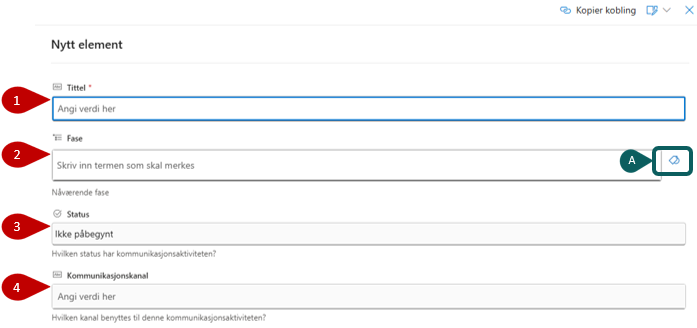 Kopier kobling
Nytt element
Tittel *
1
Angi verdi her
Fase
2
Skriv inn termen som skal merkes
A
Nåværende fase
Status
3
Ikke påbegynt
Hvilken status har kommunikasjonsaktiviteten?
Kommunikasjonskanal
4
Angi verdi her
Hvilken kanal benyttes til denne kommunikasjonsaktiviteten?